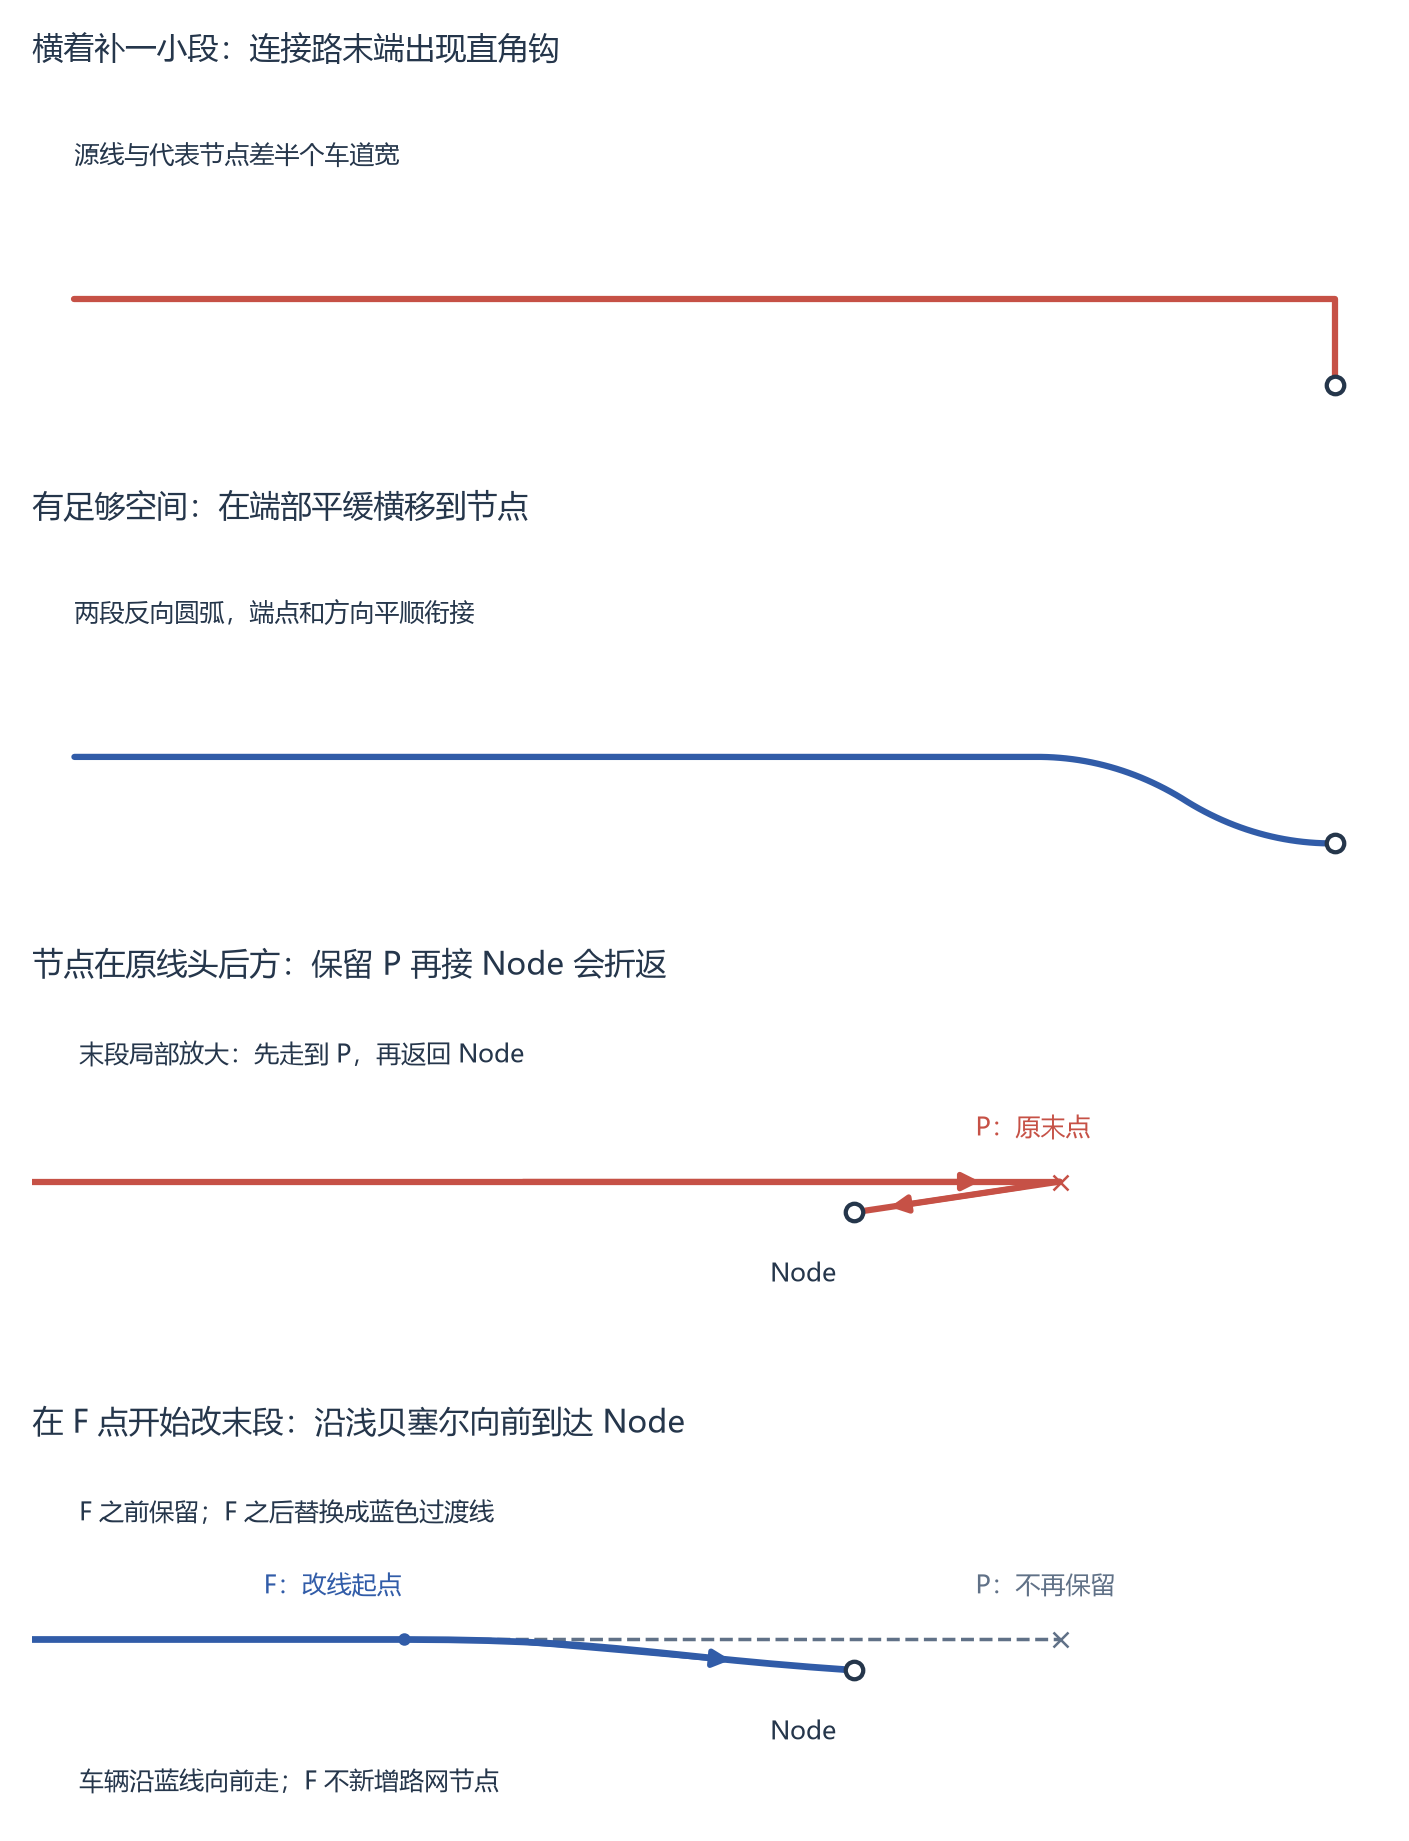 横着补一小段：连接路末端出现直角钩
源线与代表节点差半个车道宽
有足够空间：在端部平缓横移到节点
两段反向圆弧，端点和方向平顺衔接
节点在原线头后方：保留 P 再接 Node 会折返
末段局部放大：先走到 P，再返回 Node
P：原末点
Node
在 F 点开始改末段：沿浅贝塞尔向前到达 Node
F 之前保留；F 之后替换成蓝色过渡线
F：改线起点
P：不再保留
Node
车辆沿蓝线向前走；F 不新增路网节点